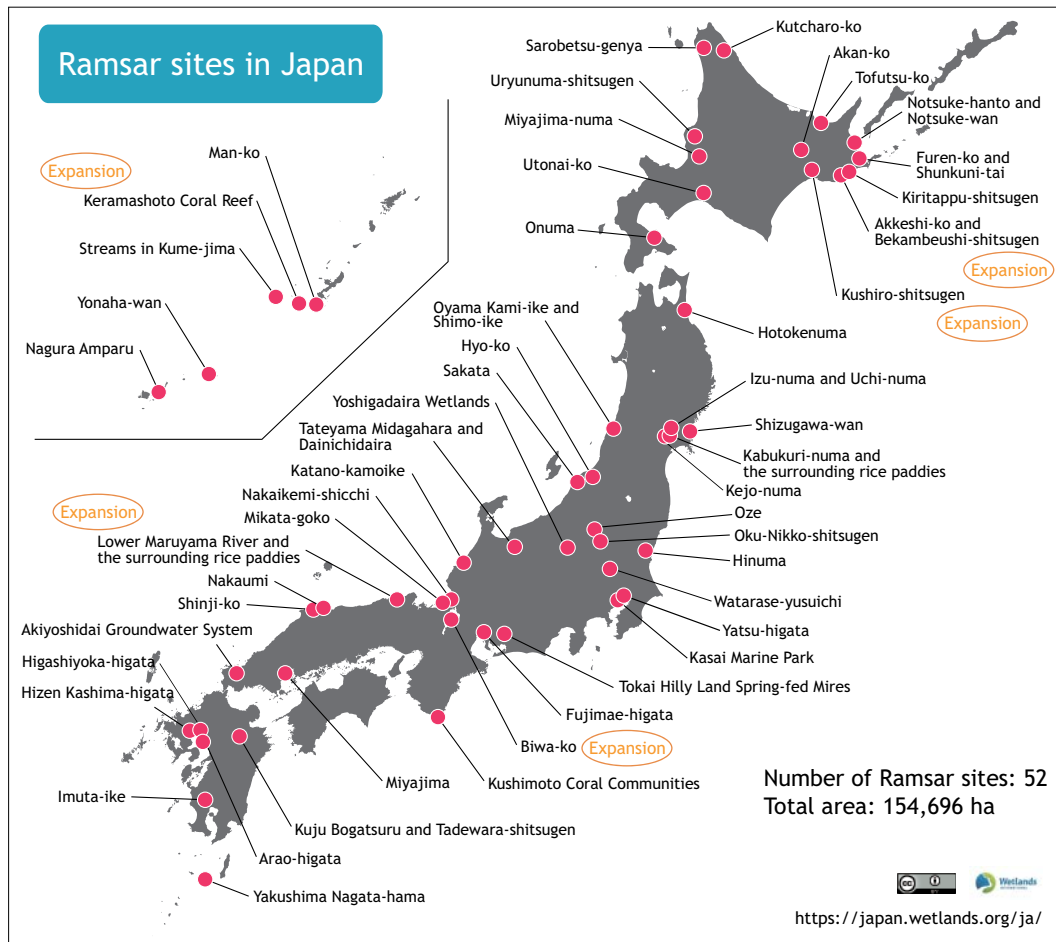 Ramsar sites in Japan
Sarobetsu-genya
Kutcharo-ko
Akan-ko
Uryunuma-shitsugen
Tofutsu-ko
Miyajima-numa
Notsuke-hanto and
Notsuke-wan
Utonai-ko
Furen-ko and
Shunkuni-tai
Kiritappu-shitsugen
Onuma
Akkeshi-ko and
Bekambeushi-shitsugen
Expansion
Kushiro-shitsugen
Expansion
Man-ko
Expansion
Keramashoto Coral Reef
Streams in Kume-jima
Yonaha-wan
Nagura Amparu
Oyama Kami-ike and
Shimo-ike
Hotokenuma
Hyo-ko
Sakata
Izu-numa and Uchi-numa
Yoshigadaira Wetlands
Shizugawa-wan
Tateyama Midagahara and
Dainichidaira
Kabukuri-numa and
the surrounding rice paddies
Katano-kamoike
Kejo-numa
Nakaikemi-shicchi
Oze
Expansion
Mikata-goko
Oku-Nikko-shitsugen
Lower Maruyama River and
the surrounding rice paddies
Hinuma
Nakaumi
Watarase-yusuichi
Shinji-ko
Yatsu-higata
Akiyoshidai Groundwater System
Kasai Marine Park
Higashiyoka-higata
Tokai Hilly Land Spring-fed Mires
Hizen Kashima-higata
Fujimae-higata
Biwa-ko
Expansion
Miyajima
Kushimoto Coral Communities
Imuta-ike
Kuju Bogatsuru and Tadewara-shitsugen
Arao-higata
Yakushima Nagata-hama
Number of Ramsar sites: 52
Total area: 154,696 ha
cc
Wetlands
https://japan.wetlands.org/ja/